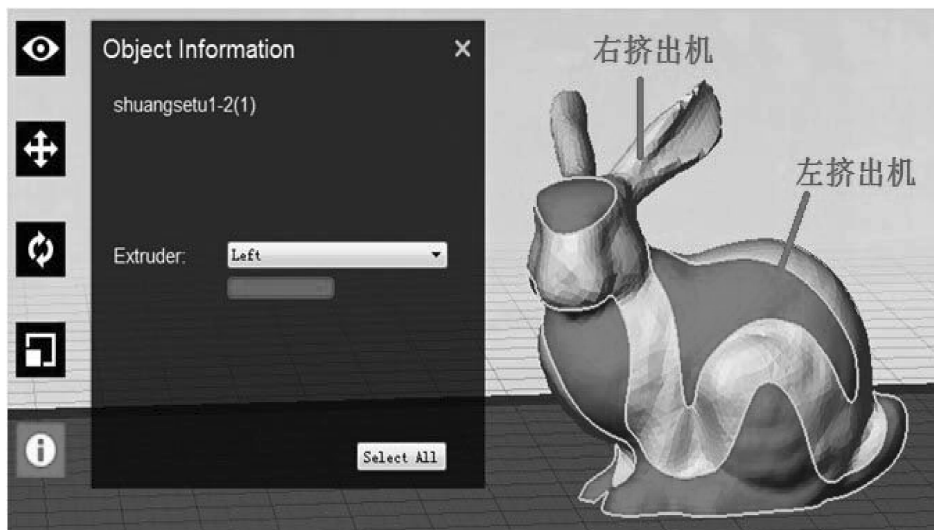 Object Information
shuangsetu1-2(1)
Extruder:
Left
Select All
右挤出机
左挤出机